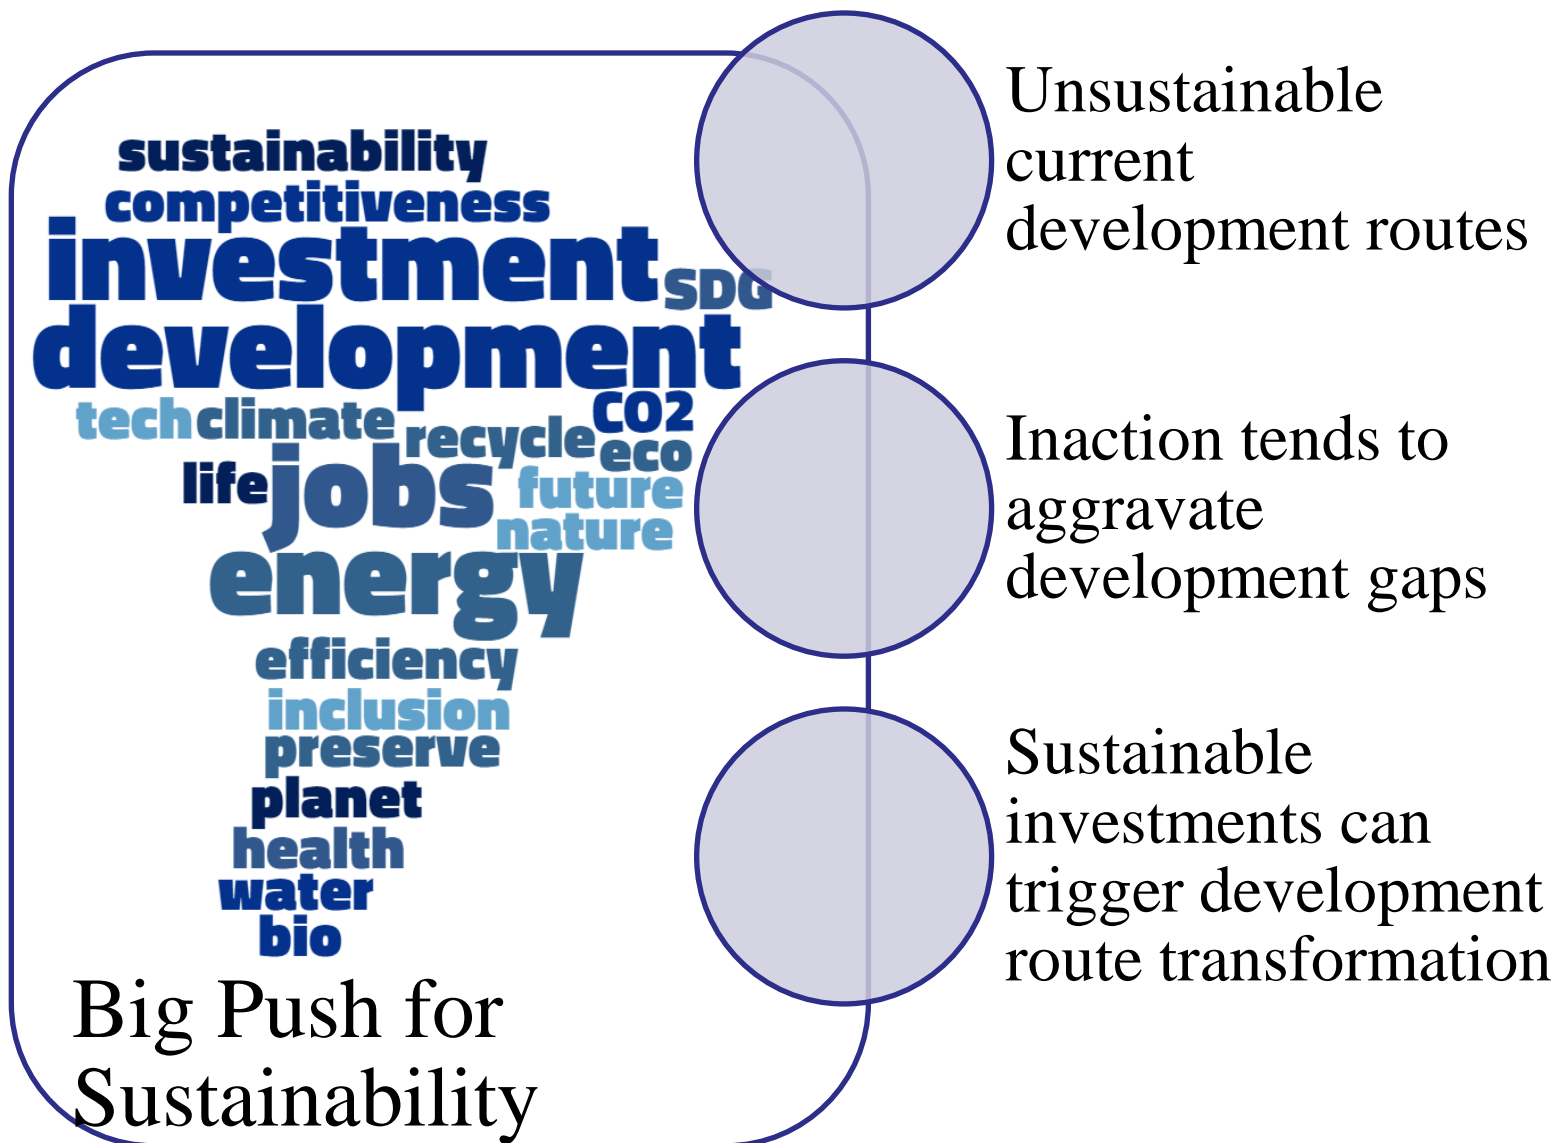 sustainability
competitiveness
investment
SDG
development
CO2
tech climate recycle
eco
life jobs future
nature
energy
efficiency
inclusion
preserve
planet
health
water
bio
Big Push for
Sustainability
Unsustainable
current
development routes
Inaction tends to
aggravate
development gaps
Sustainable
investments can
trigger development
route transformation